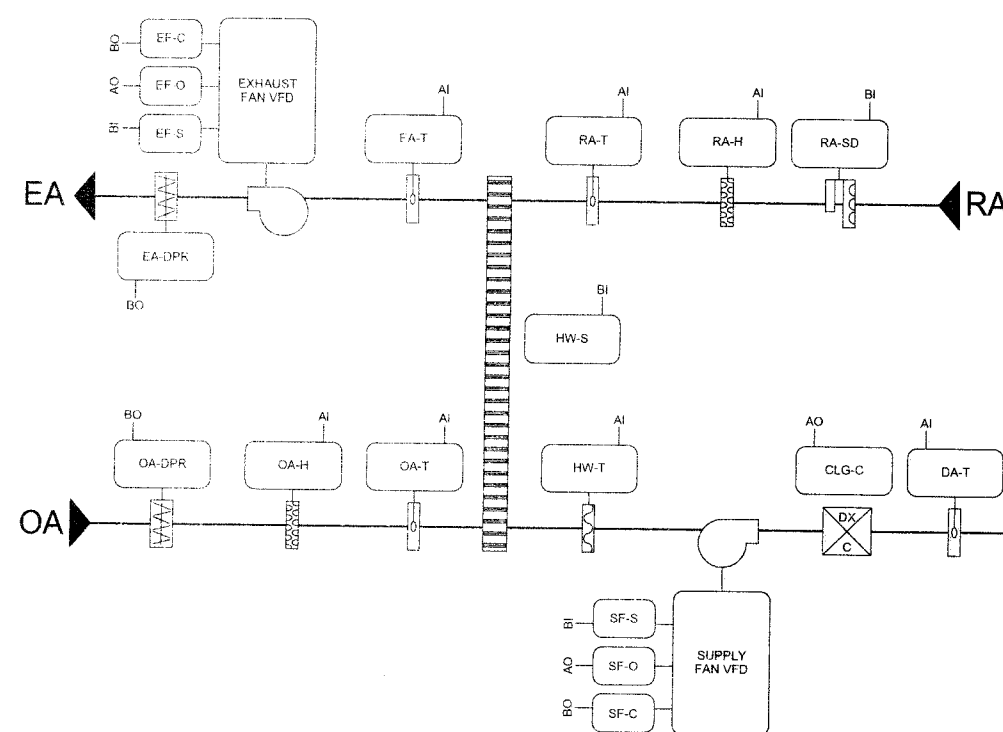 BO
EF-C
AO
EF-O
BI
EF-S
EXHAUST
FAN VFD
AI
EA-T
AI
RA-T
AI
RA-H
BI
RA-SD
EA
RA
EA-DPR
BO
BI
HW-S
BO
OA-DPR
AI
OA-H
AI
OA-T
AI
HW-T
AO
CLG-C
AI
DA-T
OA
DX
C
BI
SF-S
AO
SF-O
BO
SF-C
SUPPLY
FAN VFD